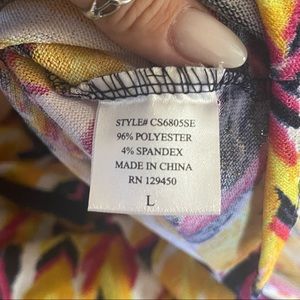 STYLE# CS6805SE
96% POLYESTER
4% SPANDEX
MADE IN CHINA
RN 129450
L